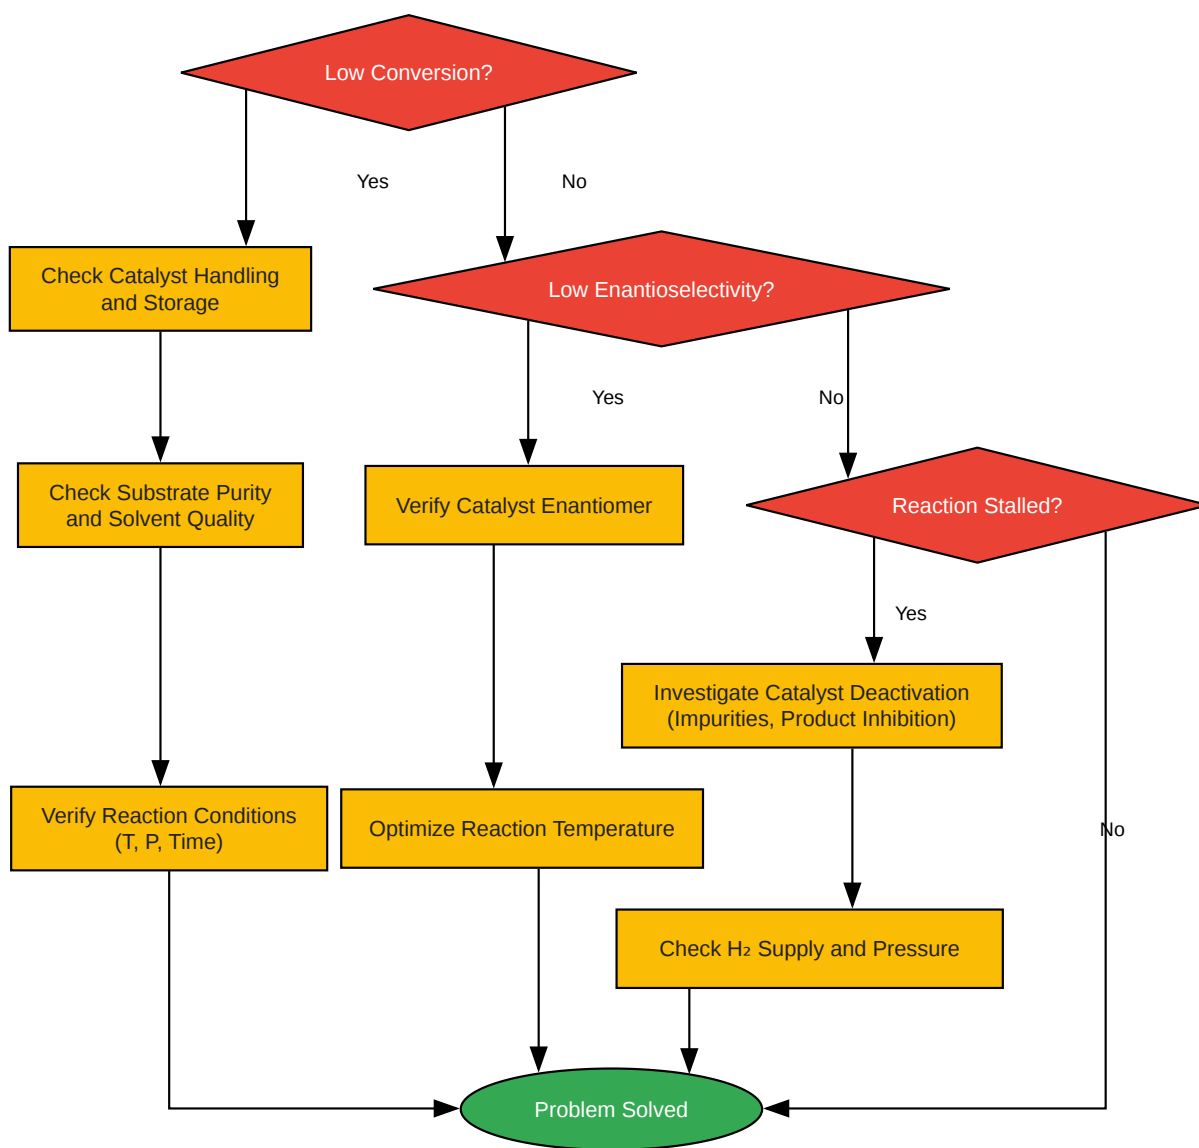 Low Conversion?
Yes
No
Check Catalyst Handling
and Storage
Low Enantioselectivity?
Yes
No
Check Substrate Purity
and Solvent Quality
Verify Catalyst Enantiomer
Reaction Stalled?
Yes
Investigate Catalyst Deactivation
(Impurities, Product Inhibition)
Verify Reaction Conditions
(T, P, Time)
Optimize Reaction Temperature
No
Check H₂ Supply and Pressure
Problem Solved